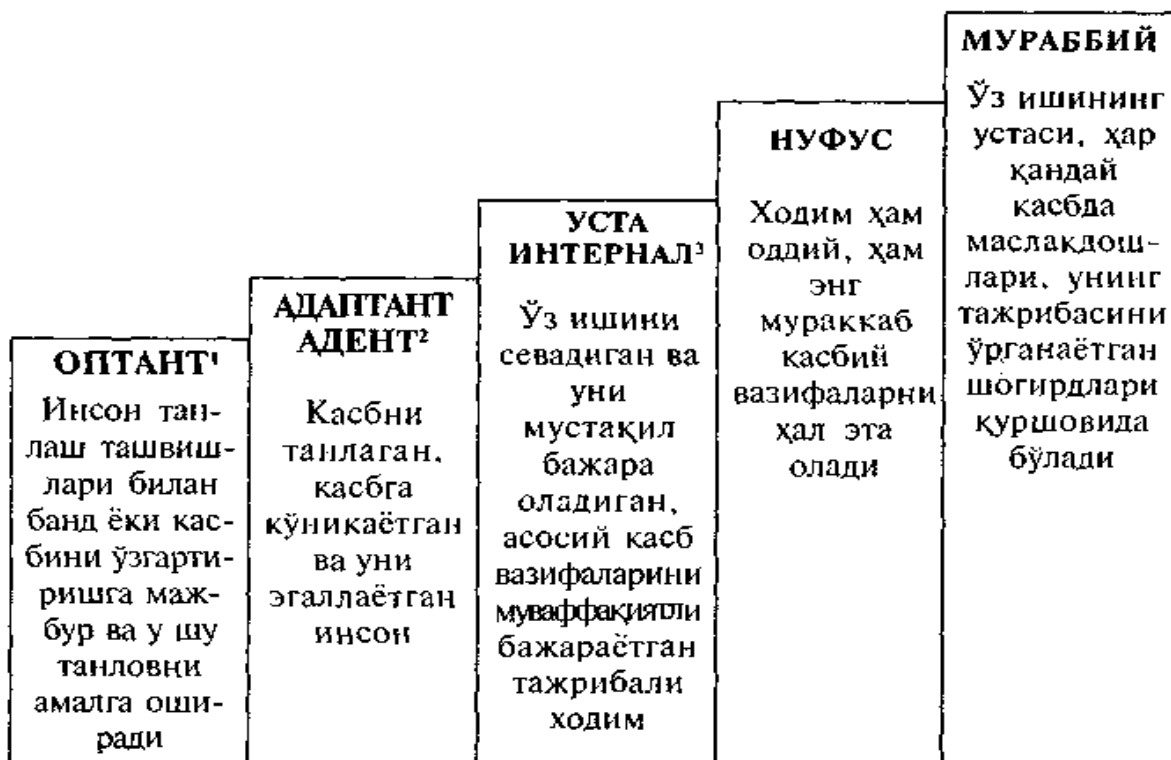 ОПТАНТ¹
Инсон тан-
лаш ташвиш-
лари билан
банд ёки кас-
бини ўзгарти-
ришга маж-
бур ва у шу
танловни
амалга оши-
ради
АДАПТАНТ
АДЕНТ²
Касбни
танлаган,
касбга
кўникаётган
ва уни
эгаллаётган
инсон
УСТА
ИНТЕРНАЛ³
Ўз ишини
севадиган ва
уни
мустақил
бажара
оладиган,
асосий касб
вазифаларини
муваффақиятли
бажараётган
тажрибали
ходим
НУФУС
Ходим ҳам
оддий, ҳам
энг
мураккаб
касбий
вазифаларни
ҳал эта
олади
МУРАББИЙ
Ўз ишининг
устаси, ҳар
қандай
касбда
маслақдош-
лари, унинг
тажрибасини
ўрганаётган
шогирдлари
қуршовида
бўлади